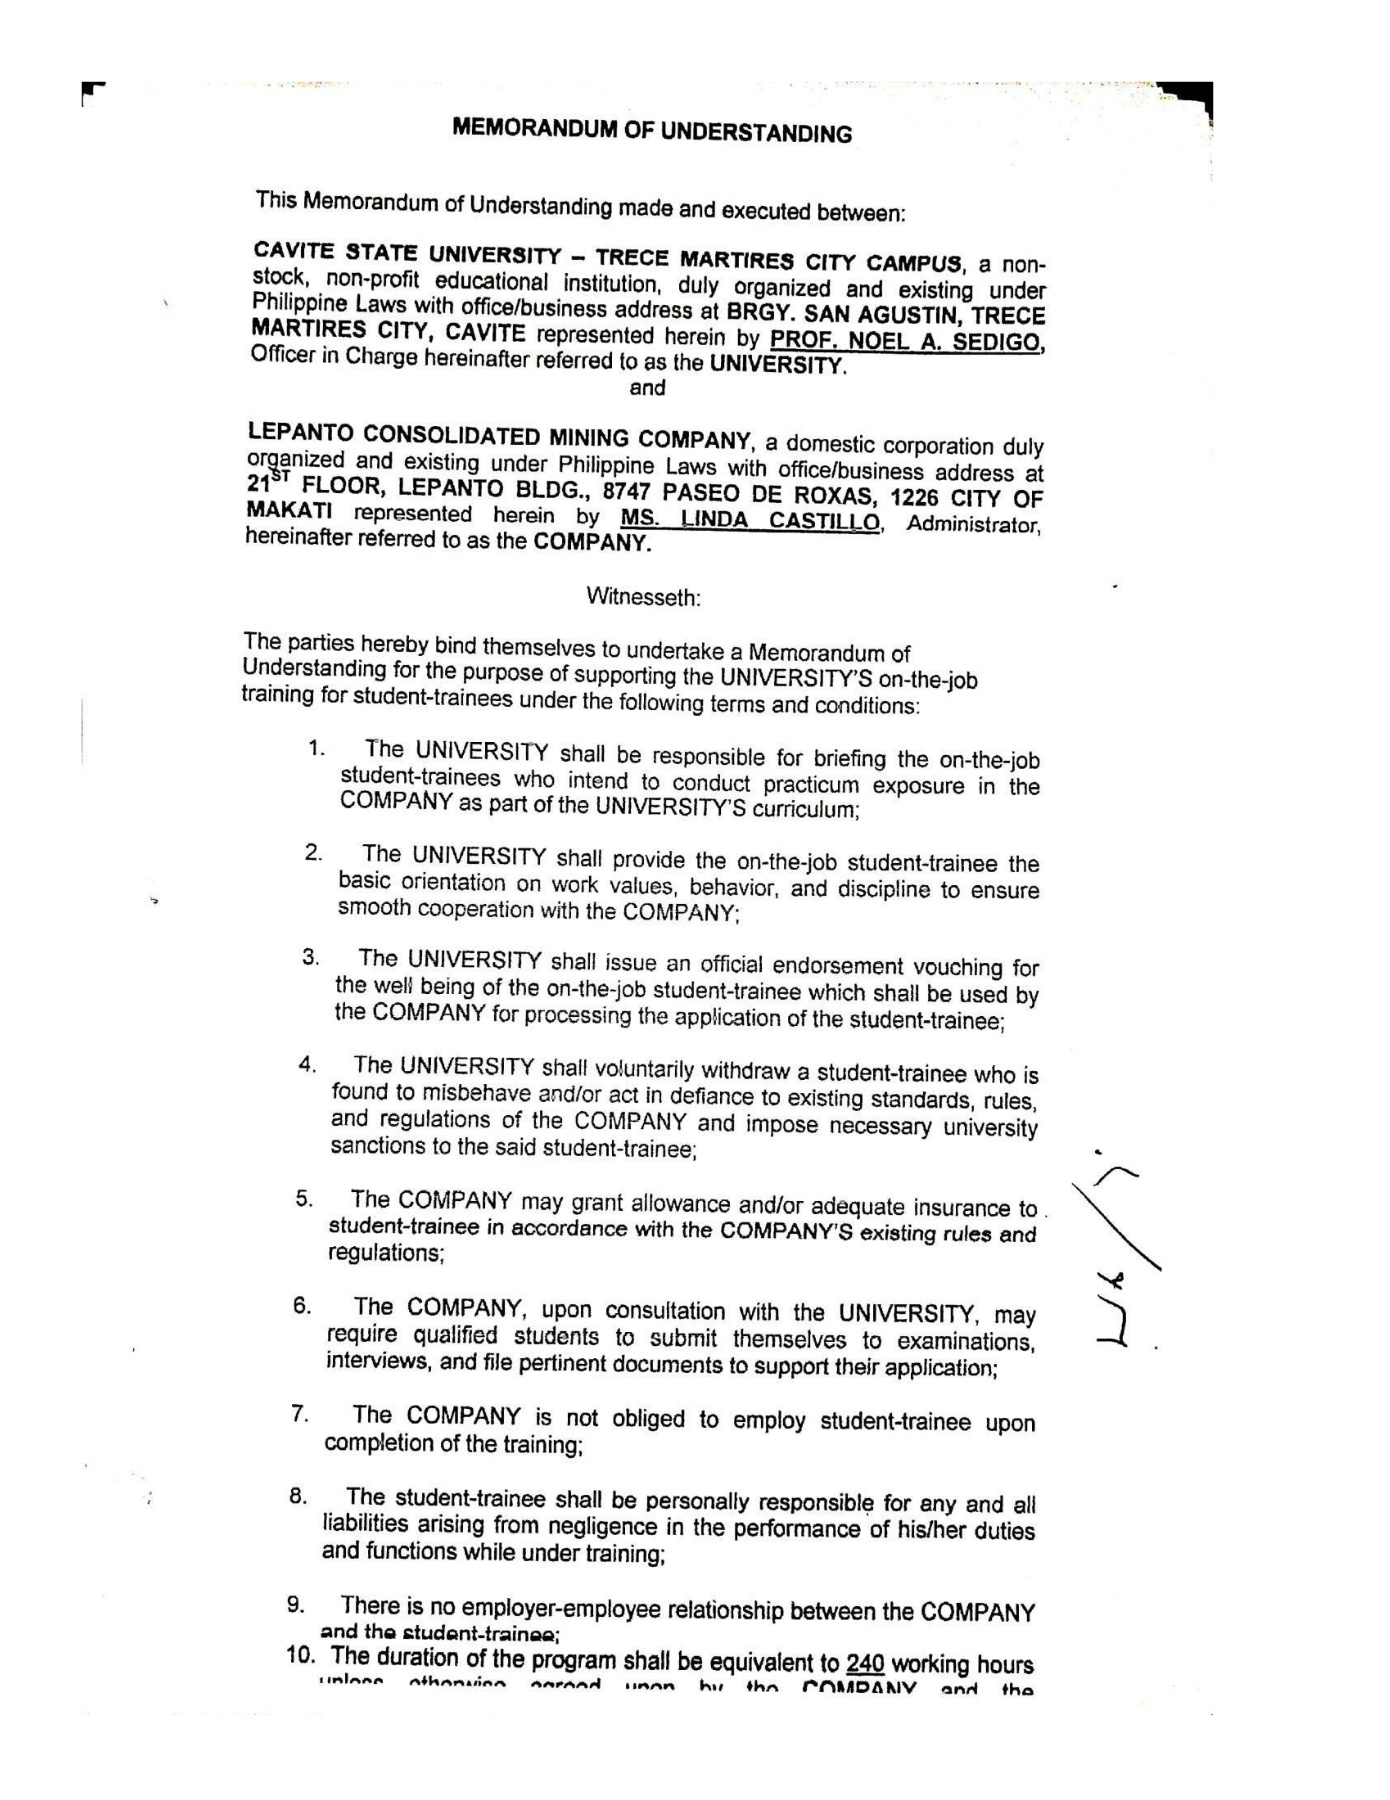 MEMORANDUM OF UNDERSTANDING
This Memorandum of Understanding made and executed between:
CAVITE STATE UNIVERSITY – TRECE MARTIRES CITY CAMPUS, a non-
stock, non-profit educational institution, duly organized and existing under
Philippine Laws with office/business address at BRGY. SAN AGUSTIN, TRECE
MARTIRES CITY, CAVITE represented herein by PROF. NOEL A. SEDIGO,
Officer in Charge hereinafter referred to as the UNIVERSITY.
and
LEPANTO CONSOLIDATED MINING COMPANY, a domestic corporation duly
organized and existing under Philippine Laws with office/business address at
21ST FLOOR, LEPANTO BLDG., 8747 PASEO DE ROXAS, 1226 CITY OF
MAKATI represented herein by MS. LINDA CASTILLO, Administrator,
hereinafter referred to as the COMPANY.
Witnesseth:
The parties hereby bind themselves to undertake a Memorandum of
Understanding for the purpose of supporting the UNIVERSITY'S on-the-job
training for student-trainees under the following terms and conditions:
1. The UNIVERSITY shall be responsible for briefing the on-the-job
student-trainees who intend to conduct practicum exposure in the
COMPANY as part of the UNIVERSITY'S curriculum;
2. The UNIVERSITY shall provide the on-the-job student-trainee the
basic orientation on work values, behavior, and discipline to ensure
smooth cooperation with the COMPANY;
3. The UNIVERSITY shall issue an official endorsement vouching for
the well being of the on-the-job student-trainee which shall be used by
the COMPANY for processing the application of the student-trainee;
4. The UNIVERSITY shall voluntarily withdraw a student-trainee who is
found to misbehave and/or act in defiance to existing standards, rules,
and regulations of the COMPANY and impose necessary university
sanctions to the said student-trainee;
5. The COMPANY may grant allowance and/or adequate insurance to
student-trainee in accordance with the COMPANY'S existing rules and
regulations;
6. The COMPANY, upon consultation with the UNIVERSITY, may
require qualified students to submit themselves to examinations,
interviews, and file pertinent documents to support their application;
7. The COMPANY is not obliged to employ student-trainee upon
completion of the training;
8. The student-trainee shall be personally responsible for any and all
liabilities arising from negligence in the performance of his/her duties
and functions while under training;
9. There is no employer-employee relationship between the COMPANY
and the student-trainee;
10. The duration of the program shall be equivalent to 240 working hours
unless otherwise agreed upon by the COMPANY and the